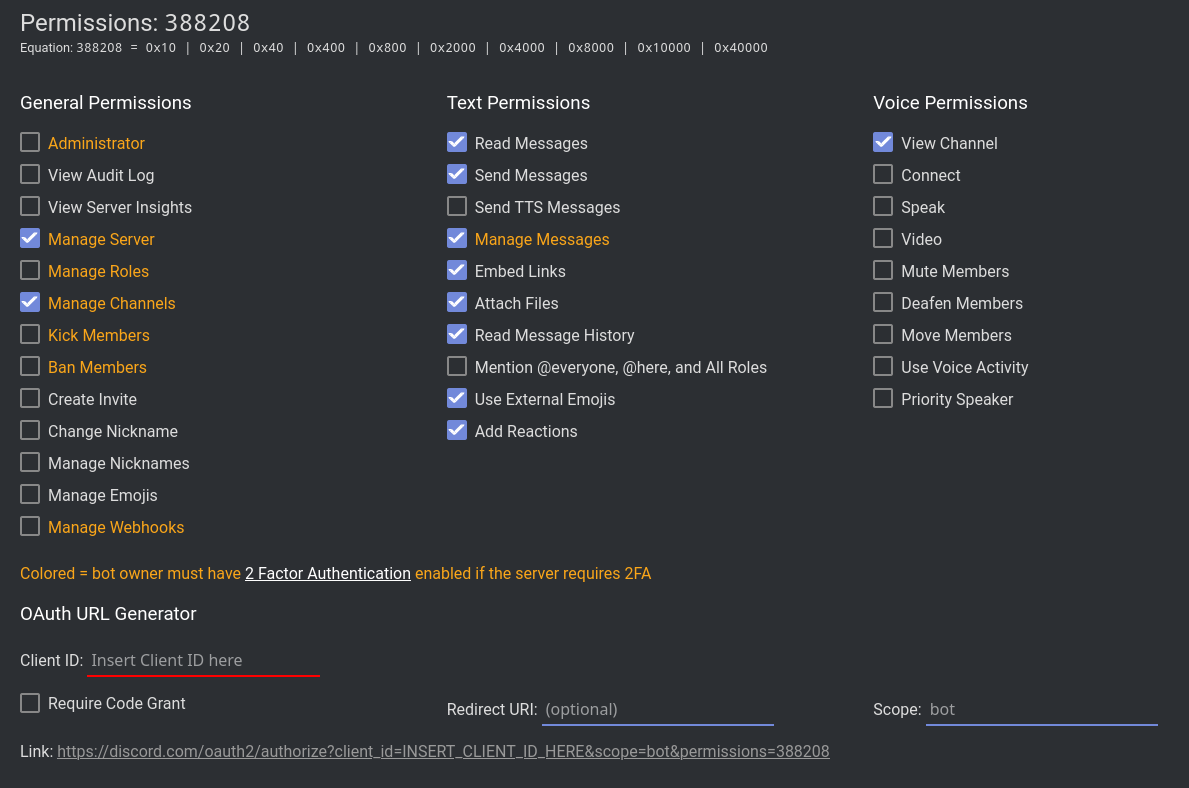 Permissions: 388208
Equation: 388208 = 0x10 | 0x20 | 0x40 | 0x400 | 0x800 | 0x2000 | 0x4000 | 0x8000 | 0x10000 | 0x40000
General Permissions
Administrator
View Audit Log
View Server Insights
Manage Server
Manage Roles
Manage Channels
Kick Members
Ban Members
Create Invite
Change Nickname
Manage Nicknames
Manage Emojis
Manage Webhooks
Text Permissions
Read Messages
Send Messages
Send TTS Messages
Manage Messages
Embed Links
Attach Files
Read Message History
Mention @everyone, @here, and All Roles
Use External Emojis
Add Reactions
Voice Permissions
View Channel
Connect
Speak
Video
Mute Members
Deafen Members
Move Members
Use Voice Activity
Priority Speaker
Colored = bot owner must have 2 Factor Authentication enabled if the server requires 2FA
OAuth URL Generator
Client ID: Insert Client ID here
Require Code Grant
Redirect URI: (optional)
Scope: bot
Link: https://discord.com/oauth2/authorize?client_id=INSERT_CLIENT_ID_HERE&scope=bot&permissions=388208